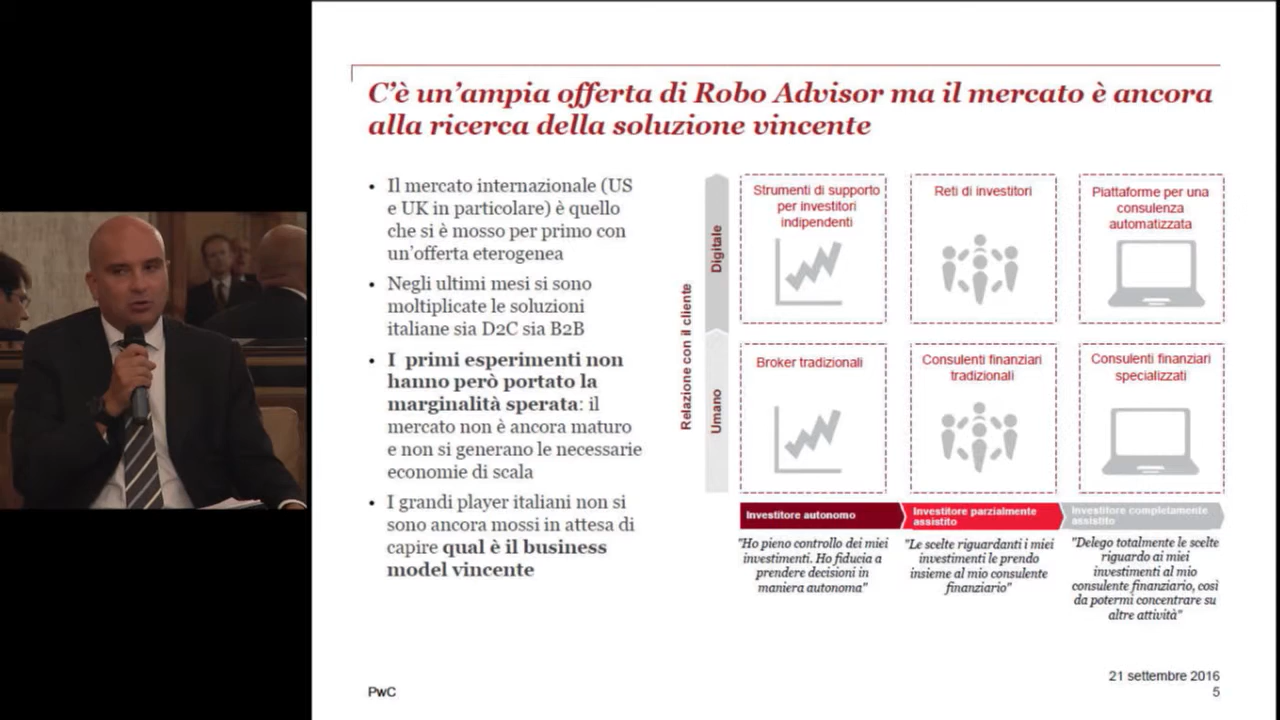 C'è un'ampia offerta di Robo Advisor ma il mercato è ancora
alla ricerca della soluzione vincente
• Il mercato internazionale (US
e UK in particolare) è quello
che si è mosso per primo con
un'offerta eterogenea
• Negli ultimi mesi si sono
moltiplicate le soluzioni
italiane sia D2C sia B2B
• I primi esperimenti non
hanno però portato la
marginalità sperata: il
mercato non è ancora maturo
e non si generano le necessarie
economie di scala
• I grandi player italiani non si
sono ancora mossi in attesa di
capire qual è il business
model vincente
Relazione con il cliente
Digitale
Umano
Strumenti di supporto
per investitori
indipendenti
Reti di investitori
Piattaforme per una
consulenza
automatizzata
Broker tradizionali
Consulenti finanziari
tradizionali
Consulenti finanziari
specializzati
Investitore autonomo
Investitore parzialmente
assistito
Investitore completamente
assistito
"Ho pieno controllo dei miei
investimenti. Ho fiducia a
prendere decisioni in
maniera autonoma"
"Le scelte riguardanti i miei
investimenti le prendo
insieme al mio consulente
finanziario"
"Delego totalmente le scelte
riguardo ai miei
investimenti al mio
consulente finanziario, così
da potermi concentrare su
altre attività"
21 settembre 2016
PwC
5